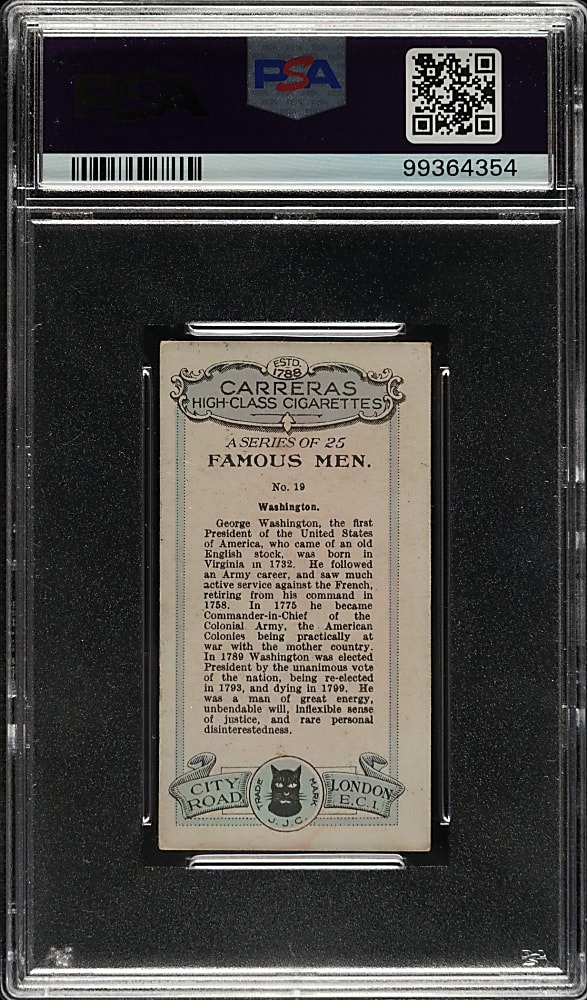 PSA
PSA
99364354
ESTD.
1788
CARRERAS
HIGH-CLASS CIGARETTES
A SERIES OF 25
FAMOUS MEN.
No. 19
Washington.
George Washington, the first
President of the United States
of America, who came of an old
English stock, was born in
Virginia in 1732. He followed
an Army career, and saw much
active service against the French,
retiring from his command in
1758. In 1775 he became
Commander-in-Chief of the
Colonial Army, the American
Colonies being practically at
war with the mother country.
In 1789 Washington was elected
President by the unanimous vote
of the nation, being re-elected
in 1793, and dying in 1799. He
was a man of great energy,
unbendable will, inflexible sense
of justice, and rare personal
disinterestedness.
CITY
ROAD
TRADE
MARK
J.J.C.
LONDON
E.C.1.